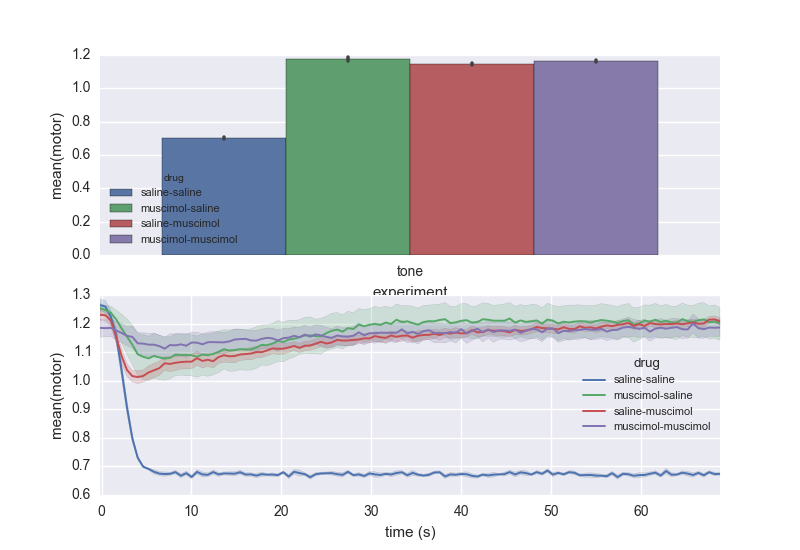 1.2
1.0
0.8
0.6
0.4
0.2
0.0
mean(motor)
drug
saline-saline
muscimol-saline
saline-muscimol
muscimol-muscimol
tone
experiment
1.3
1.2
1.1
1.0
0.9
0.8
0.7
0.6
mean(motor)
drug
saline-saline
muscimol-saline
saline-muscimol
muscimol-muscimol
0 10 20 30 40 50 60
time (s)